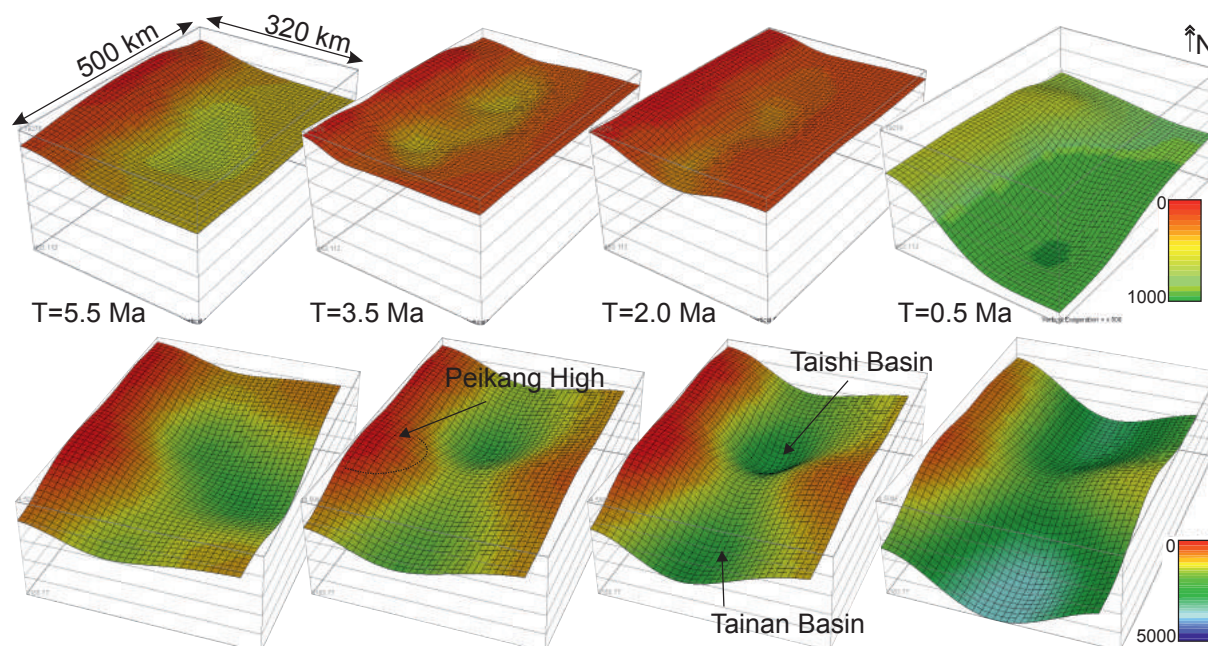 500 km
320 km
N
0
1000
T=5.5 Ma
T=3.5 Ma
T=2.0 Ma
T=0.5 Ma
Peikang High
Taishi Basin
Tainan Basin
0
5000